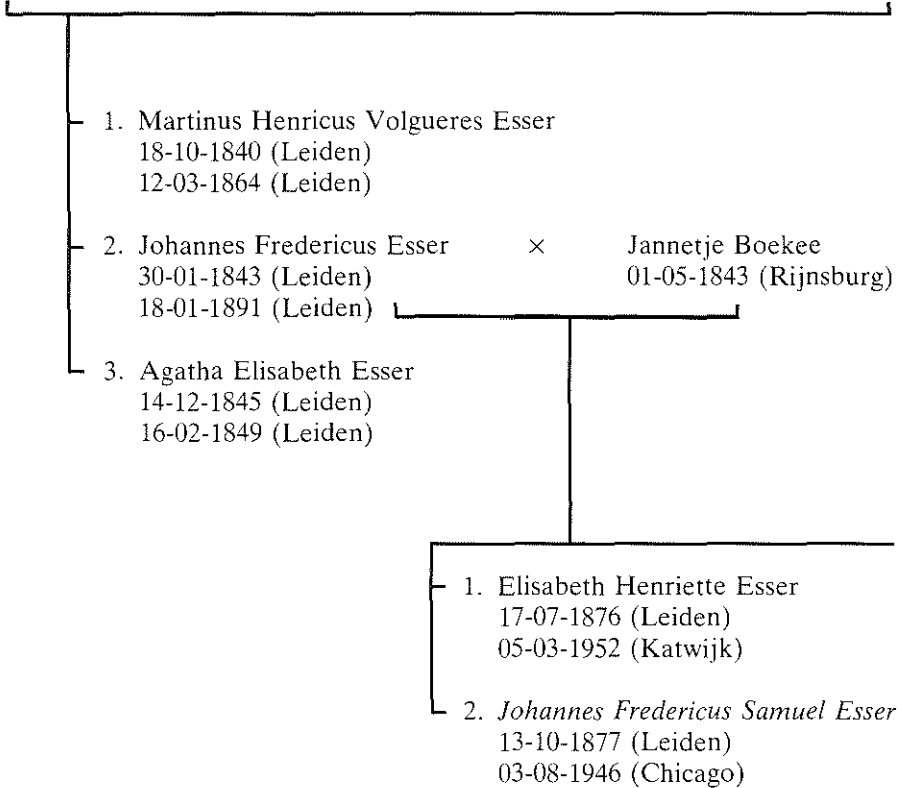 1. Martinus Henricus Volgueres Esser
18-10-1840 (Leiden)
12-03-1864 (Leiden)
2. Johannes Fredericus Esser × Jannetje Boekee
30-01-1843 (Leiden) 01-05-1843 (Rijnsburg)
18-01-1891 (Leiden)
3. Agatha Elisabeth Esser
14-12-1845 (Leiden)
16-02-1849 (Leiden)
1. Elisabeth Henriette Esser
17-07-1876 (Leiden)
05-03-1952 (Katwijk)
2. Johannes Fredericus Samuel Esser
13-10-1877 (Leiden)
03-08-1946 (Chicago)